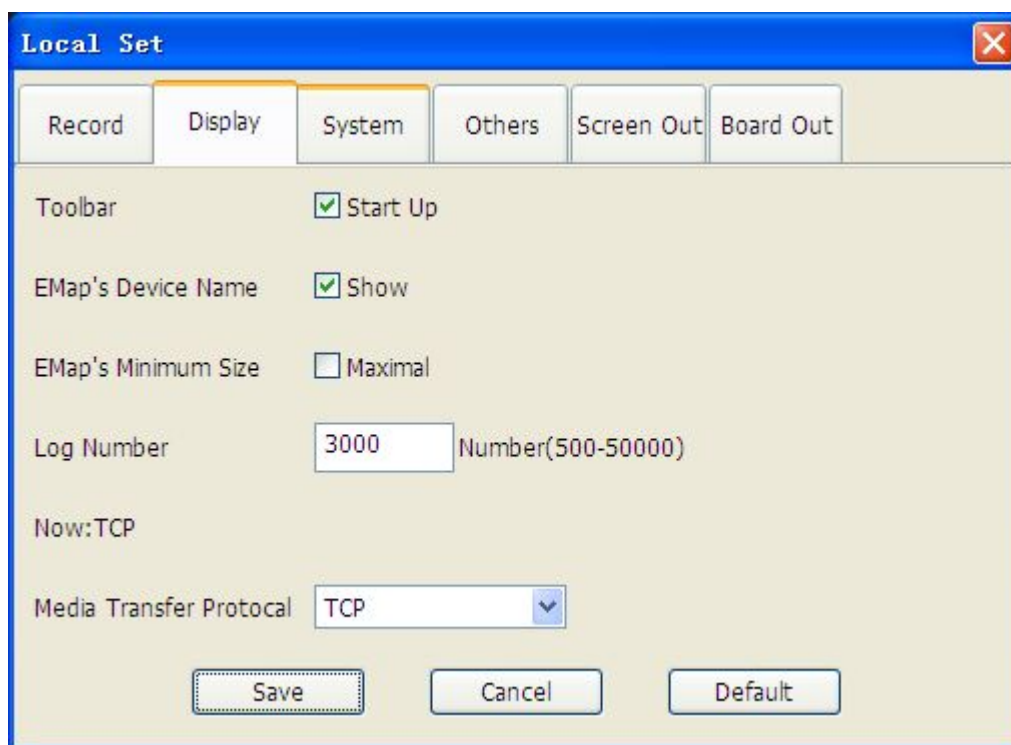 Local Set
Record Display System Others Screen Out Board Out
Toolbar Start Up
EMap's Device Name Show
EMap's Minimum Size Maximal
Log Number 3000 Number(500-50000)
Now:TCP
Media Transfer Protocal TCP
Save Cancel Default